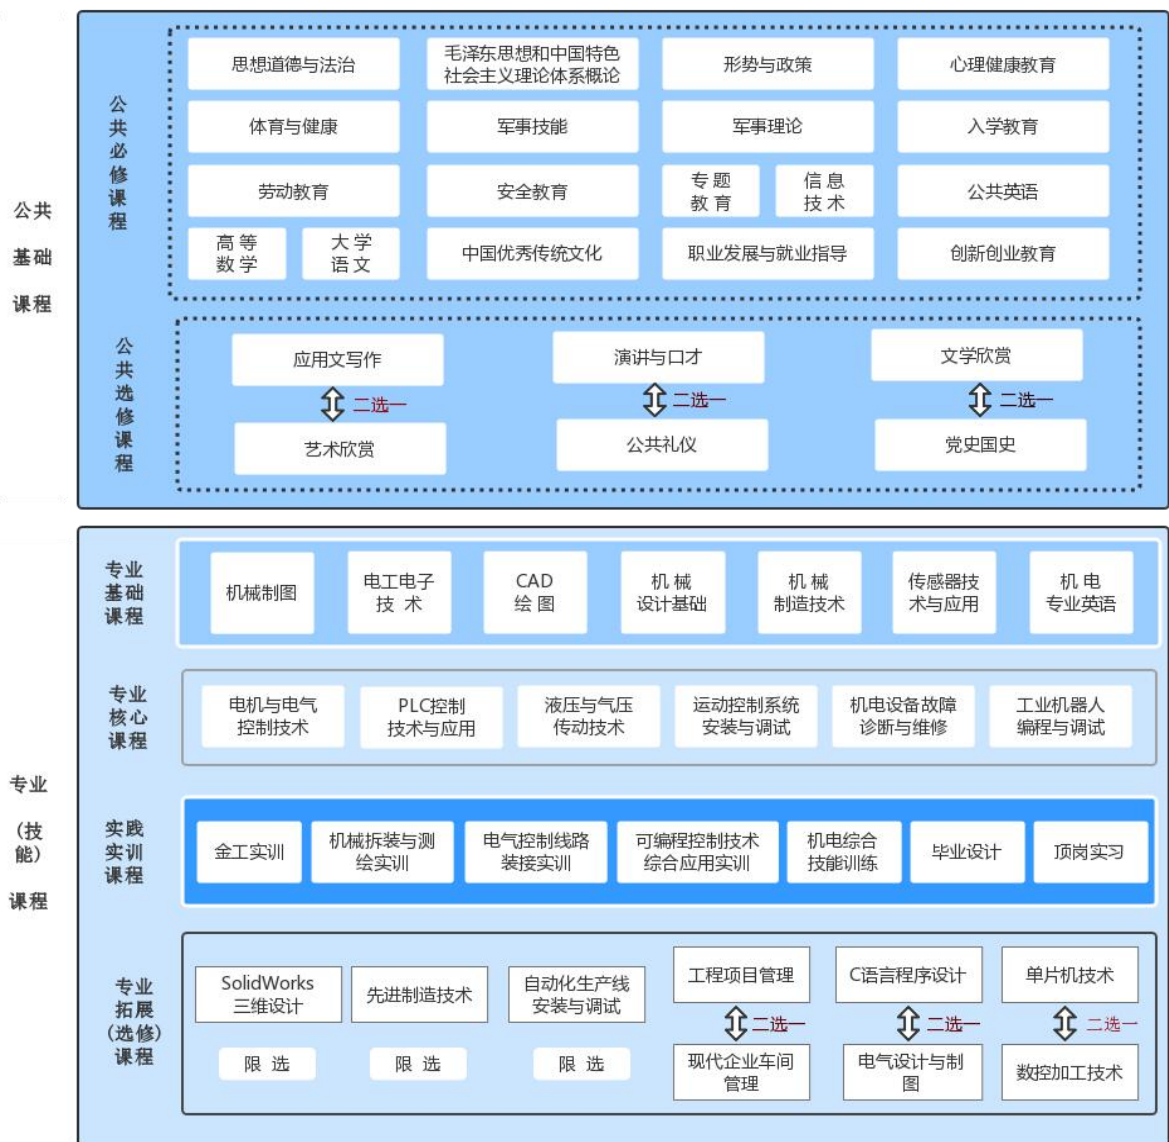 公共
基础
课程
公
共
必
修
课
程
思想道德与法治
毛泽东思想和中国特色
社会主义理论体系概论
形势与政策
心理健康教育
体育与健康
军事技能
军事理论
入学教育
劳动教育
安全教育
专 题
教 育
信 息
技 术
公共英语
高 等
数 学
大 学
语 文
中国优秀传统文化
职业发展与就业指导
创新创业教育
公
共
选
修
课
程
应用文写作
二选一
艺术欣赏
演讲与口才
二选一
公共礼仪
文学欣赏
二选一
党史国史
专业
(技
能)
课程
专业
基础
课程
机械制图
电工电子
技 术
CAD
绘 图
机 械
设计基础
机 械
制造技术
传感器技
术与应用
机 电
专业英语
专业
核心
课程
电机与电气
控制技术
PLC控制
技术与应用
液压与气压
传动技术
运动控制系统
安装与调试
机电设备故障
诊断与维修
工业机器人
编程与调试
实践
实训
课程
金工实训
机械拆装与测
绘实训
电气控制线路
装接实训
可编程控制技术
综合应用实训
机电综合
技能训练
毕业设计
顶岗实习
专业
拓展
(选修)
课程
SolidWorks
三维设计
限 选
先进制造技术
限 选
自动化生产线
安装与调试
限 选
工程项目管理
二选一
现代企业车间
管理
C语言程序设计
二选一
电气设计与制
图
单片机技术
二选一
数控加工技术